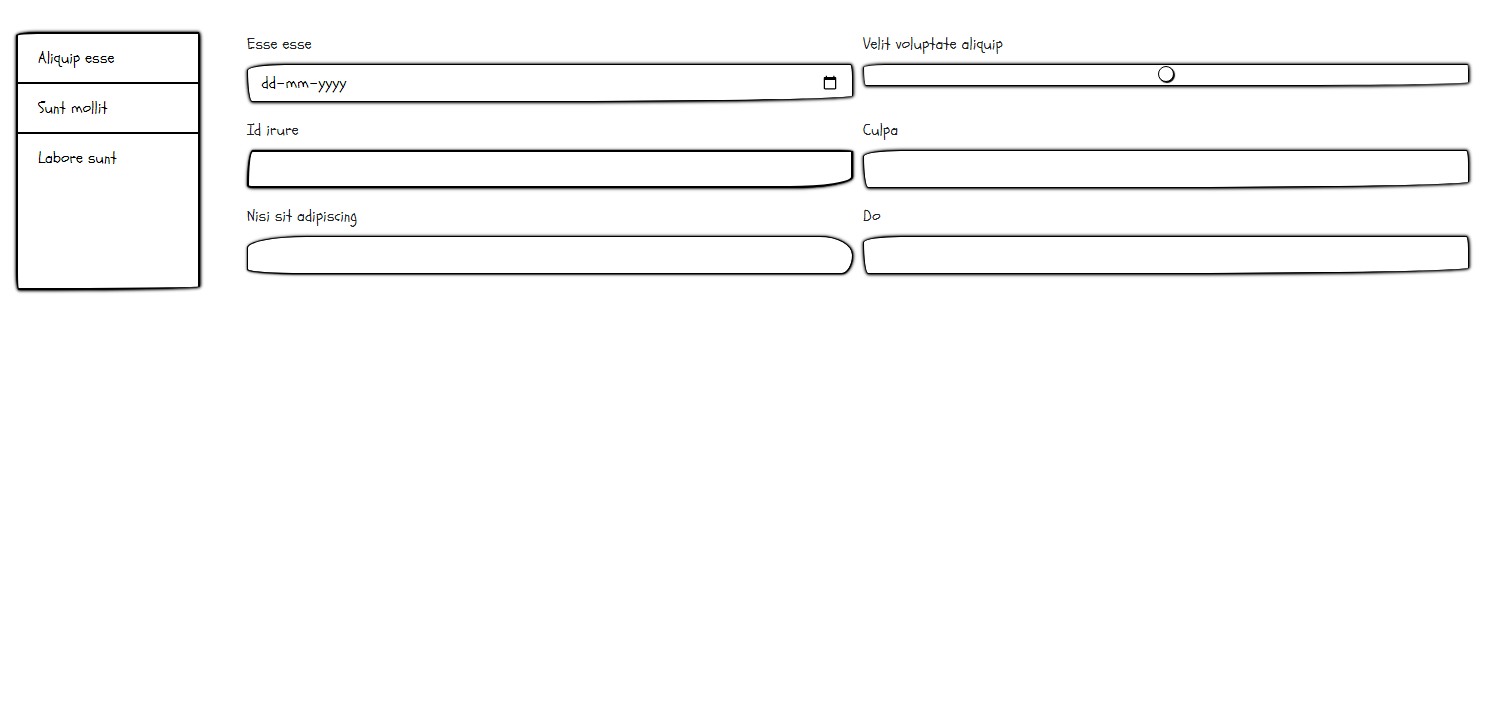 Aliquip esse
Sunt mollit
Labore sunt
Esse esse
dd-mm-yyyy
Velit voluptate aliquip
Id irure
Culpa
Nisi sit adipiscing
Do